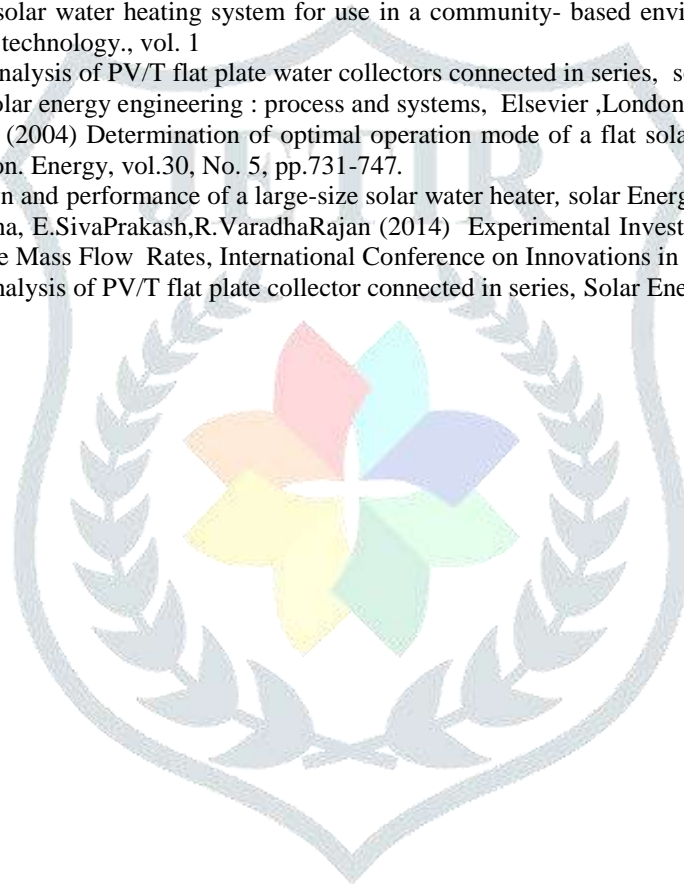 solar water heating system for use in a community- based envi
technology., vol. 1
nalysis of PV/T flat plate water collectors connected in series, s
olar energy engineering : process and systems, Elsevier ,London
(2004) Determination of optimal operation mode of a flat sola
on. Energy, vol.30, No. 5, pp.731-747.
n and performance of a large-size solar water heater, solar Energ
na, E.SivaPrakash,R.VaradhaRajan (2014) Experimental Invest
e Mass Flow Rates, International Conference on Innovations in
nalysis of PV/T flat plate collector connected in series, Solar Ene
JETIR